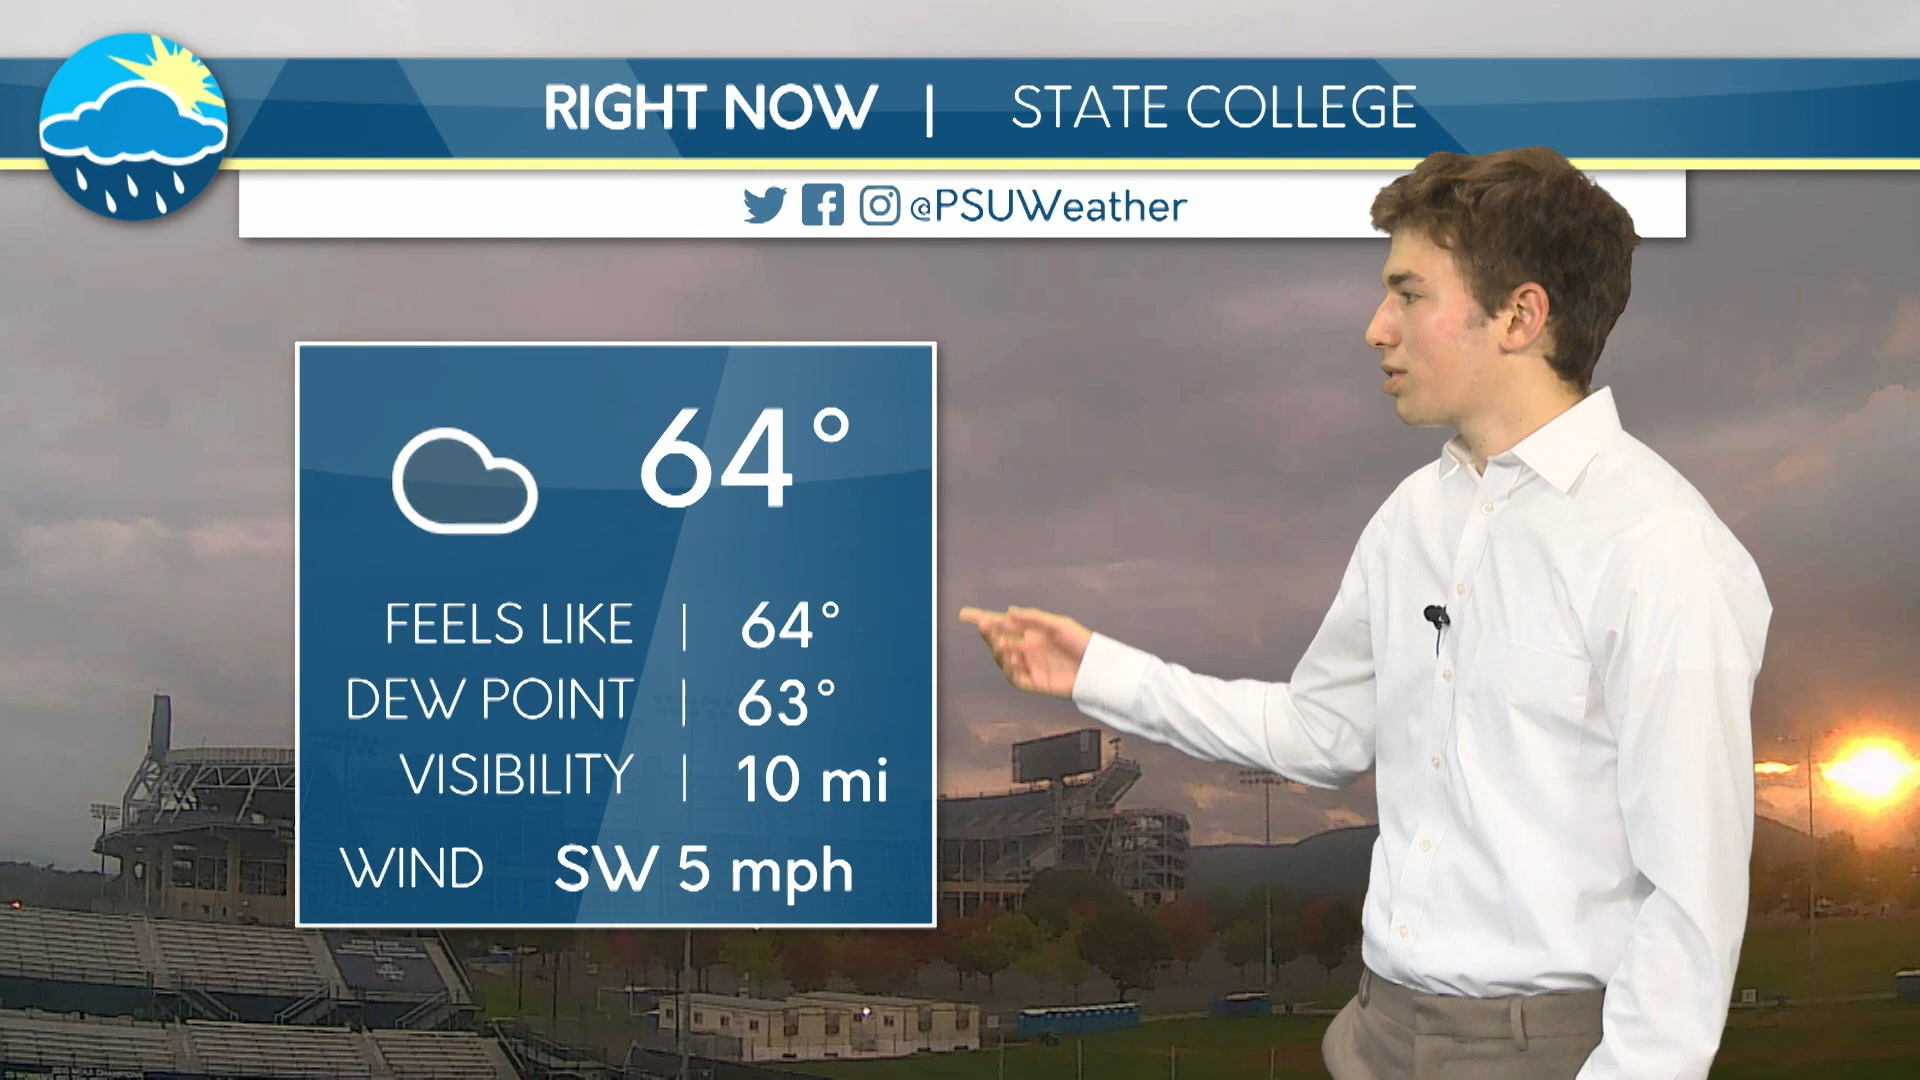 RIGHT NOW | STATE COLLEGE
@PSUWeather
64°
FEELS LIKE | 64°
DEW POINT | 63°
VISIBILITY | 10 mi
WIND SW 5 mph